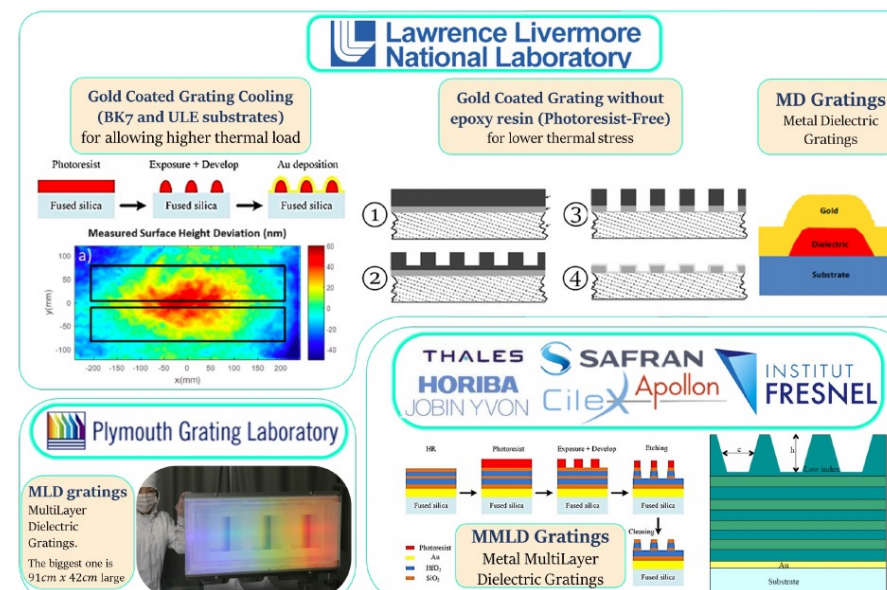 Lawrence Livermore
National Laboratory
Gold Coated Grating Cooling
(BK7 and ULE substrates)
for allowing higher thermal load
Photoresist
Exposure + Develop
Au deposition
Fused silica
Fused silica
Fused silica
Measured Surface Height Deviation (nm)
a)
y(mm)
100
50
0
-50
-100
-200
-100
0
100
200
x(mm)
60
40
20
0
-20
-40
Gold Coated Grating without
epoxy resin (Photoresist-Free)
for lower thermal stress
1
2
3
4
MD Gratings
Metal Dielectric
Gratings
Gold
Dielectric
Substrate
Plymouth Grating Laboratory
MLD gratings
MultiLayer
Dielectric
Gratings.
The biggest one is
91cm x 42cm large
THALES
SAFRAN
HORIBA
JOBIN YVON
CileX
Apollon
INSTITUT
FRESNEL
HR
Photoresist
Exposure + Develop
Etching
Fused silica
Fused silica
Fused silica
Fused silica
Cleaning
Fused silica
Photoresist
Au
HfO₂
SiO₂
MMLD Gratings
Metal MultiLayer
Dielectric Gratings
c
h
Low index
Au
Substrate